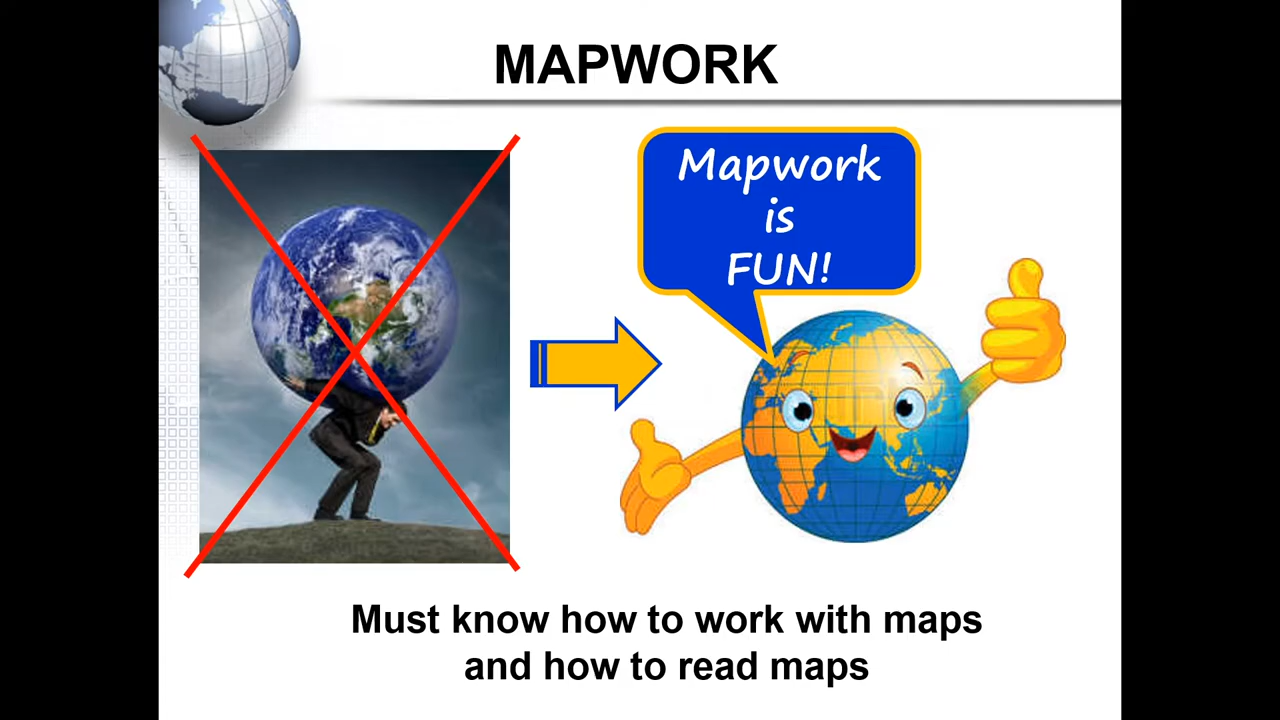 MAPWORK
Mapwork
is
FUN!
Must know how to work with maps
and how to read maps